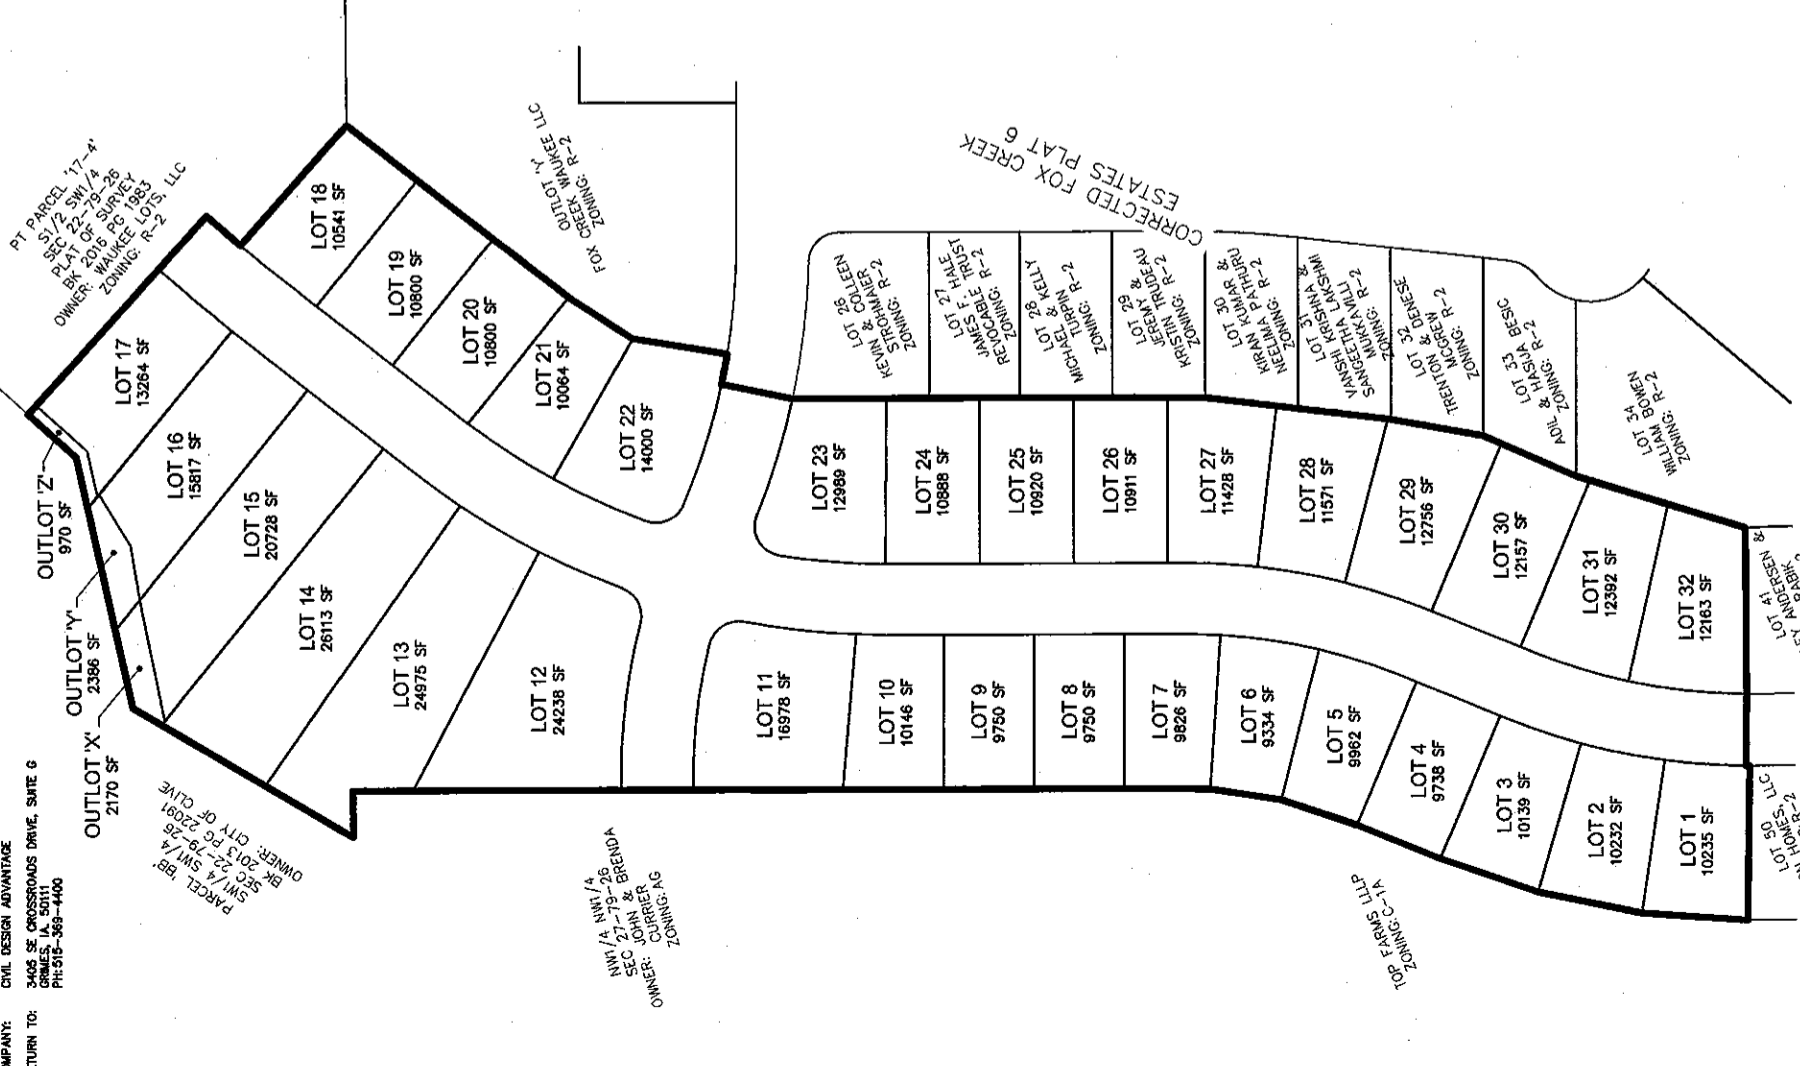 COMPANY: CIVIL DESIGN ADVANTAGE
RETURN TO: 3405 SE CROSSROADS DRIVE, SUITE G
GRIMES, IA. 50111
PH:515-369-4400
PT PARCEL '17-4'
S1/2 SW1/4
SEC 22-79-26
PLAT OF SURVEY
BK 2016 PG 1983
OWNER: WAUKEE LOTS, LLC
ZONING: R-2
OUTLOT 'Z'
970 SF
OUTLOT 'Y'
2386 SF
OUTLOT 'X'
2170 SF
PARCEL 'BB'
SW1/4 SW1/4
SEC 22-79-26
BK 2013 PG 22091
OWNER: CITY OF CLIVE
LOT 17
13264 SF
LOT 16
15817 SF
LOT 15
20728 SF
LOT 14
26113 SF
LOT 13
24975 SF
LOT 12
24238 SF
LOT 18
10541 SF
LOT 19
10800 SF
LOT 20
10800 SF
LOT 21
10064 SF
LOT 22
14000 SF
OUTLOT 'Y'
FOX CREEK WAUKEE LLC
ZONING: R-2
CORRECTED FOX CREEK
ESTATES PLAT 6
LOT 26
KEVIN & COLLEEN
STROHMAIER
ZONING: R-2
LOT 27
JAMES F. HALE
REVOCABLE TRUST
ZONING: R-2
LOT 28
MICHAEL & KELLY
TURPIN
ZONING: R-2
LOT 29
JEREMY &
KRISTIN TRUDEAU
ZONING: R-2
LOT 30
KIRAN KUMAR &
NEELIMA PATHURU
ZONING: R-2
LOT 31
VAMSHI KRISHNA &
SANGEETHA LAKSHMI
MUKKAVILLI
ZONING: R-2
LOT 32
TRENTON & DENESE
MCGREW
ZONING: R-2
LOT 33
ADIL & HASIJA BESIC
ZONING: R-2
LOT 34
WILLIAM BOWEN
ZONING: R-2
LOT 23
12989 SF
LOT 24
10888 SF
LOT 25
10920 SF
LOT 26
10911 SF
LOT 27
11428 SF
LOT 28
11571 SF
LOT 29
12756 SF
LOT 30
12157 SF
LOT 31
12392 SF
LOT 32
12163 SF
LOT 11
16978 SF
LOT 10
10146 SF
LOT 9
9750 SF
LOT 8
9750 SF
LOT 7
9826 SF
LOT 6
9334 SF
LOT 5
9962 SF
LOT 4
9738 SF
LOT 3
10139 SF
LOT 2
10232 SF
LOT 1
10235 SF
LOT 41
ANDERSEN &
BABIK
LOT 50
HOMES, LLC
R-2
NW1/4 NW1/4
SEC 27-79-26
OWNER: JOHN & BRENDA
CURRIER
ZONING: AG
TOP FARMS LLLP
ZONING: C-1A